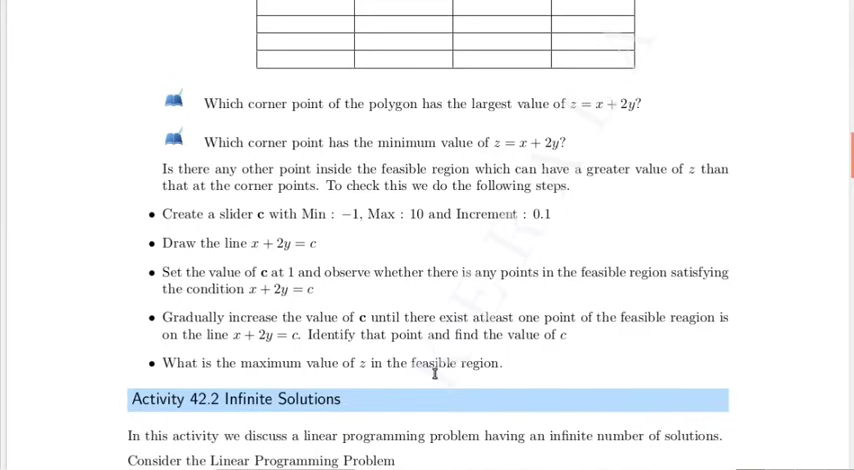 Which corner point of the polygon has the largest value of z = x + 2y?
Which corner point has the minimum value of z = x + 2y?
Is there any other point inside the feasible region which can have a greater value of z than
that at the corner points. To check this we do the following steps.
• Create a slider c with Min : −1, Max : 10 and Increment : 0.1
• Draw the line x + 2y = c
• Set the value of c at 1 and observe whether there is any points in the feasible region satisfying
the condition x + 2y = c
• Gradually increase the value of c until there exist atleast one point of the feasible reagion is
on the line x + 2y = c. Identify that point and find the value of c
• What is the maximum value of z in the feasible region.
Activity 42.2 Infinite Solutions
In this activity we discuss a linear programming problem having an infinite number of solutions.
Consider the Linear Programming Problem